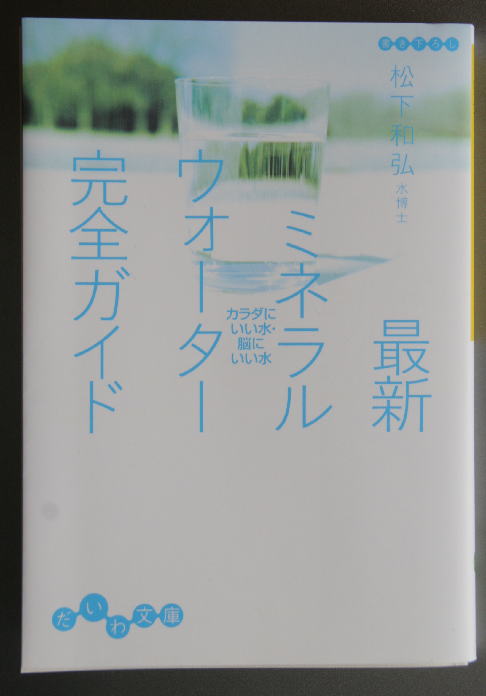 書き下ろし
松下和弘
水博士
最新
ミネラル
ウオーター
完全ガイド
カラダに
いい水・
脳に
いい水
だいわ文庫